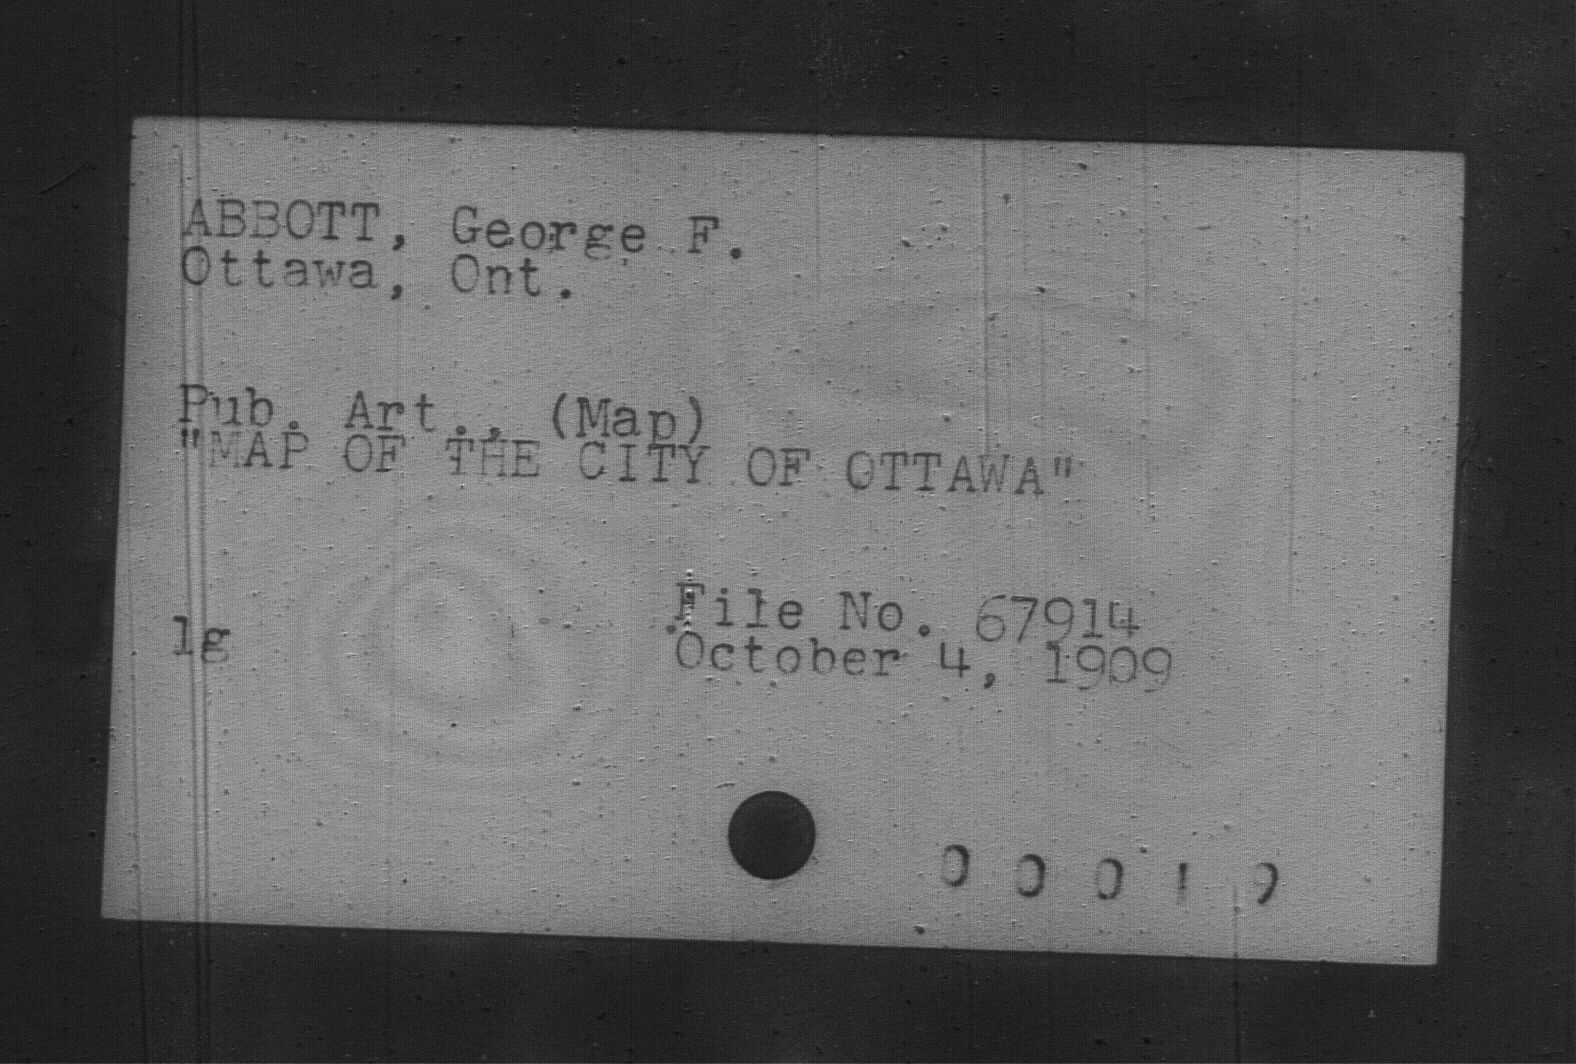 ABBOTT, George F.
Ottawa, Ont.
Pub. Art., (Map)
"MAP OF THE CITY OF OTTAWA"
File No. 67914
lg
October 4, 1909